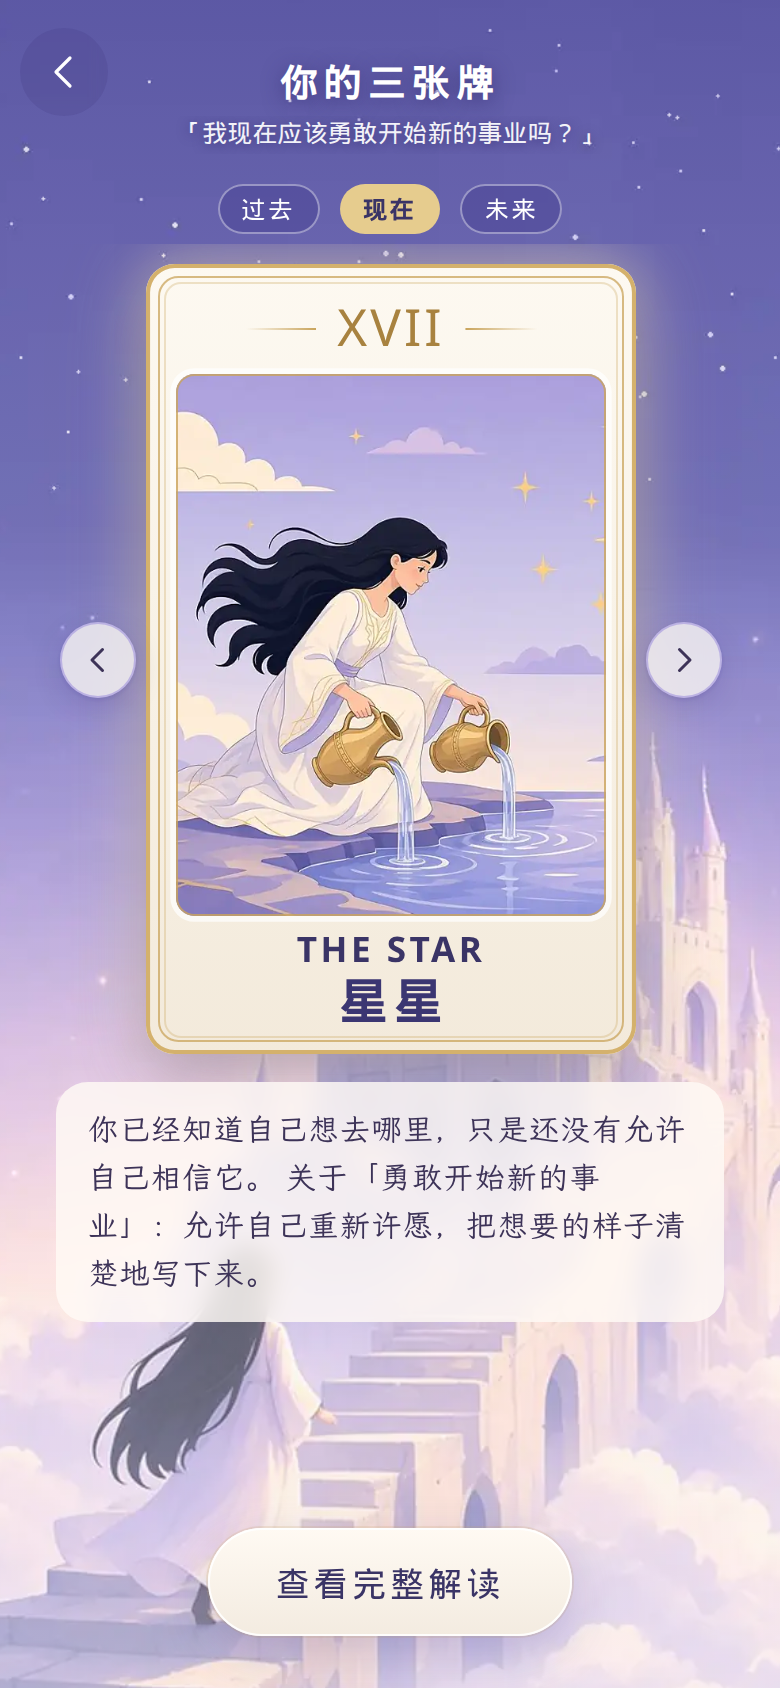 你的三张牌
「我现在应该勇敢开始新的事业吗？」
过去
现在
未来
XVII
THE STAR
星星
你已经知道自己想去哪里，只是还没有允许
自己相信它。 关于「勇敢开始新的事
业」：允许自己重新许愿，把想要的样子清
楚地写下来。
查看完整解读